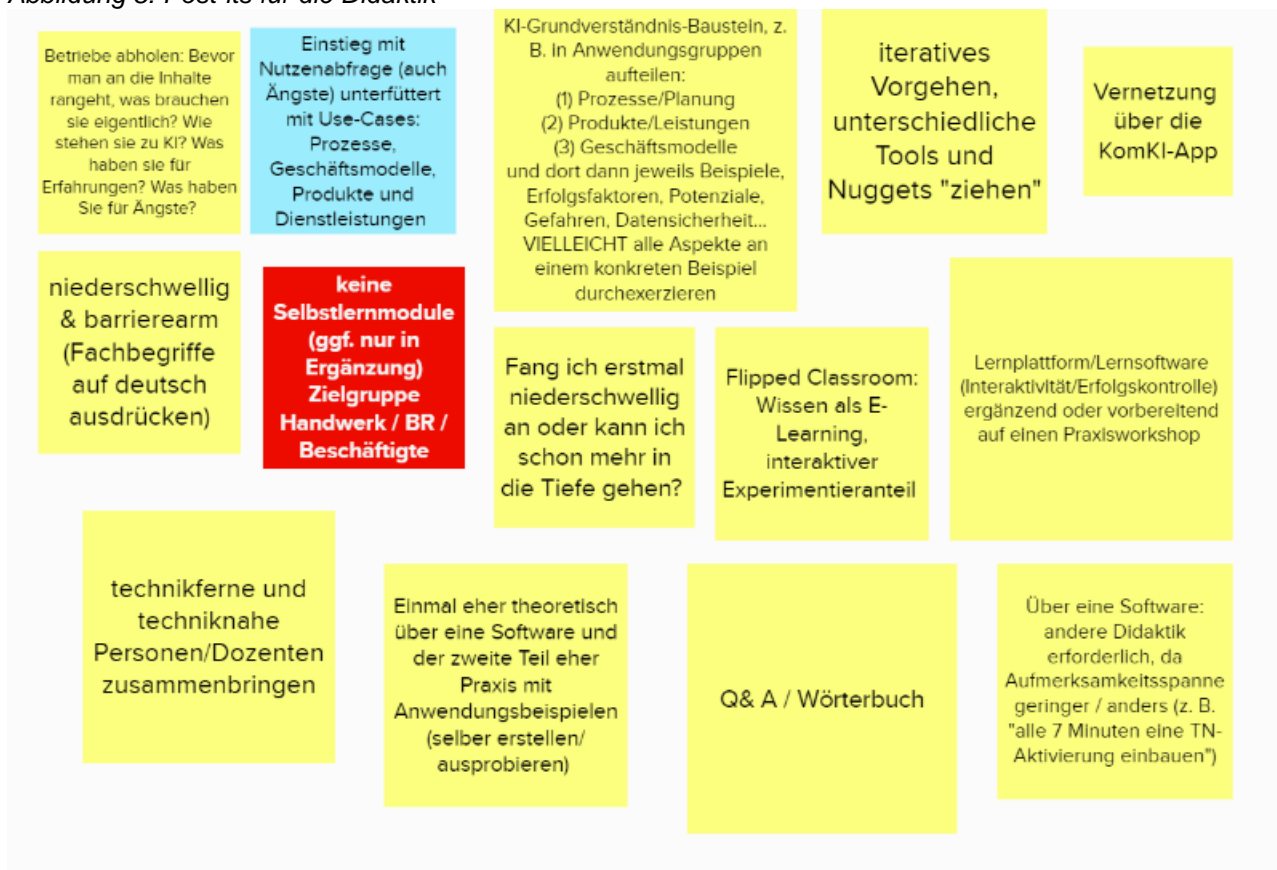 Abbildung 3: Post-its für die Didaktik
Betriebe abholen: Bevor
man an die Inhalte
rangeht, was brauchen
sie eigentlich? Wie
stehen sie zu KI? Was
haben sie für
Erfahrungen? Was haben
Sie für Ängste?
Einstieg mit
Nutzenabfrage (auch
Ängste) unterfüttert
mit Use-Cases:
Prozesse,
Geschäftsmodelle,
Produkte und
Dienstleistungen
KI-Grundverständnis-Baustein, z.
B. in Anwendungsgruppen
aufteilen:
(1) Prozesse/Planung
(2) Produkte/Leistungen
(3) Geschäftsmodelle
und dort dann jeweils Beispiele,
Erfolgsfaktoren, Potenziale,
Gefahren, Datensicherheit...
VIELLEICHT alle Aspekte an
einem konkreten Beispiel
durchexerzieren
iteratives
Vorgehen,
unterschiedliche
Tools und
Nuggets "ziehen"
Vernetzung
über die
KomKI-App
niederschwellig
& barrierearm
(Fachbegriffe
auf deutsch
ausdrücken)
keine
Selbstlernmodule
(ggf. nur in
Ergänzung)
Zielgruppe
Handwerk / BR /
Beschäftigte
Fang ich erstmal
niederschwellig
an oder kann ich
schon mehr in
die Tiefe gehen?
Flipped Classroom:
Wissen als E-
Learning,
interaktiver
Experimentieranteil
Lernplattform/Lernsoftware
(Interaktivität/Erfolgskontrolle)
ergänzend oder vorbereitend
auf einen Praxisworkshop
technikferne und
techniknahe
Personen/Dozenten
zusammenbringen
Einmal eher theoretisch
über eine Software und
der zweite Teil eher
Praxis mit
Anwendungsbeispielen
(selber erstellen/
ausprobieren)
Q& A / Wörterbuch
Über eine Software:
andere Didaktik
erforderlich, da
Aufmerksamkeitsspanne
geringer / anders (z. B.
"alle 7 Minuten eine TN-
Aktivierung einbauen")